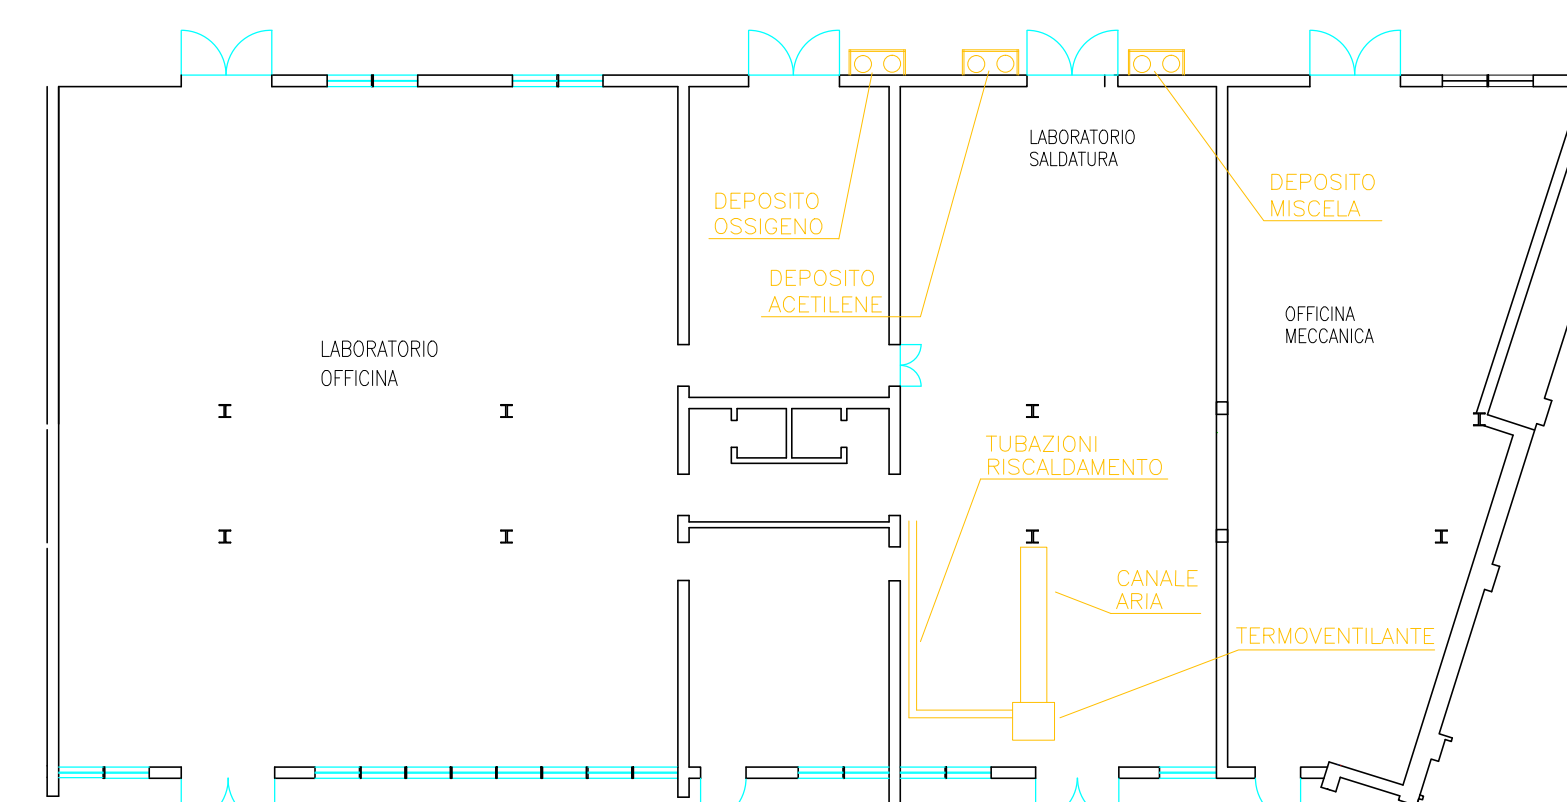 LABORATORIO
SALDATURA
DEPOSITO
MISCELA
DEPOSITO
OSSIGENO
DEPOSITO
ACETILENE
OFFICINA
MECCANICA
LABORATORIO
OFFICINA
TUBAZIONI
RISCALDAMENTO
CANALE
ARIA
TERMOVENTILANTE